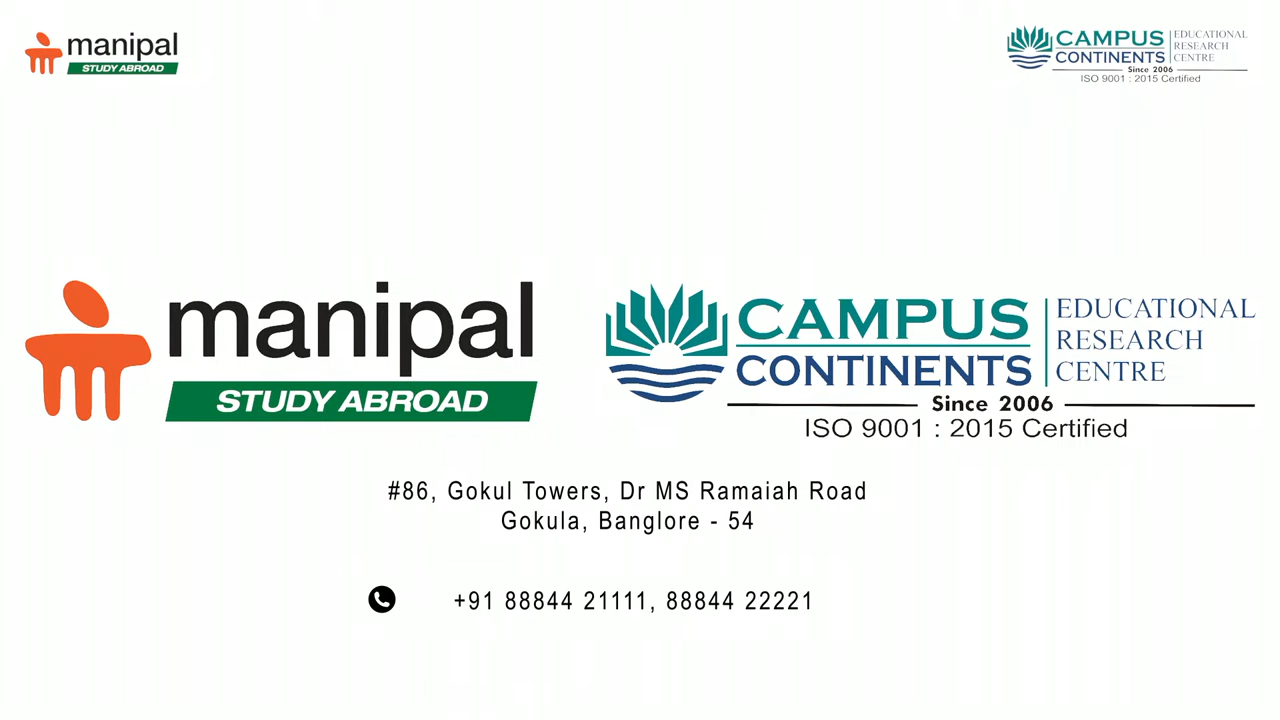 manipal
STUDY ABROAD
CAMPUS
CONTINENTS
EDUCATIONAL
RESEARCH
CENTRE
Since 2006
ISO 9001 : 2015 Certified
manipal
STUDY ABROAD
CAMPUS
CONTINENTS
EDUCATIONAL
RESEARCH
CENTRE
Since 2006
ISO 9001 : 2015 Certified
#86, Gokul Towers, Dr MS Ramaiah Road
Gokula, Banglore - 54
+91 88844 21111, 88844 22221